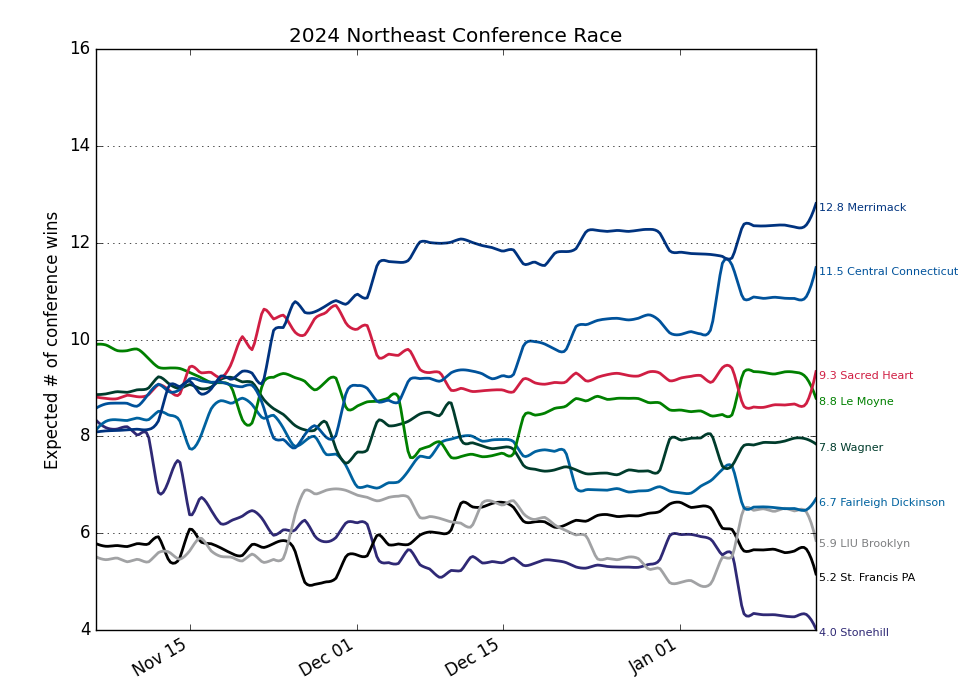 2024 Northeast Conference Race
Expected # of conference wins
16
14
12
10
8
6
4
Nov 15
Dec 01
Dec 15
Jan 01
12.8 Merrimack
11.5 Central Connecticut
9.3 Sacred Heart
8.8 Le Moyne
7.8 Wagner
6.7 Fairleigh Dickinson
5.9 LIU Brooklyn
5.2 St. Francis PA
4.0 Stonehill